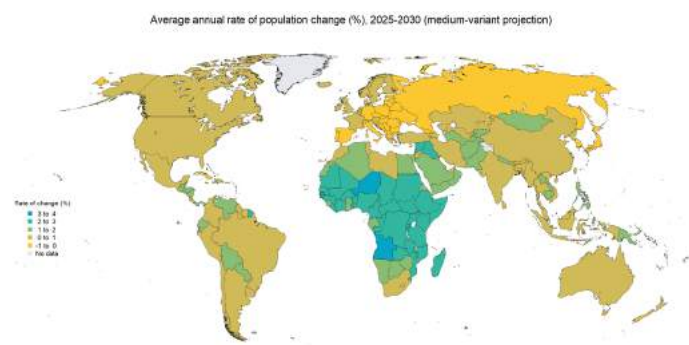 Average annual rate of population change (%), 2025-2030 (medium-variant projection)
Rate of change (%)
3 to 4
2 to 3
1 to 2
0 to 1
-1 to 0
No data